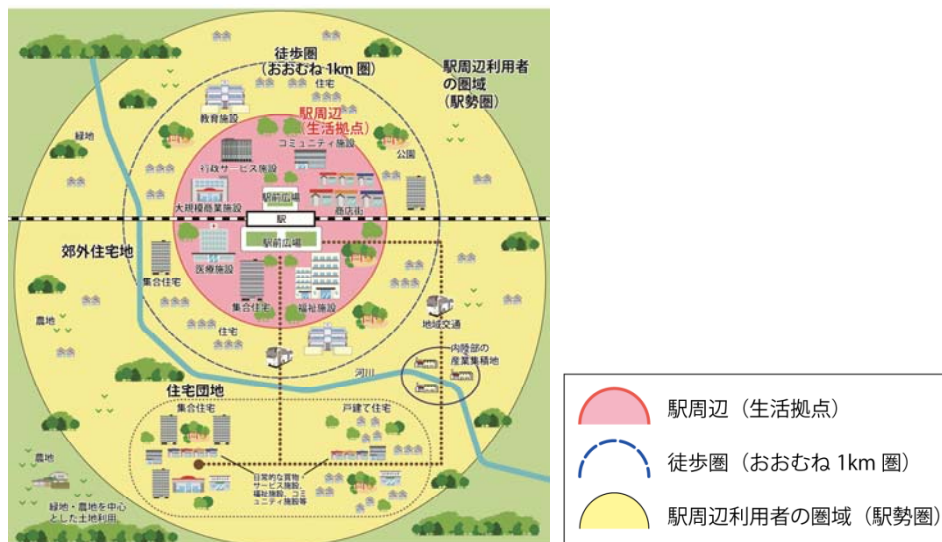 徒歩圏
(おおむね1km圏)
住宅
駅周辺利用者
の圏域
(駅勢圏)
教育施設
駅周辺
(生活拠点)
コミュニティ施設
緑地
行政サービス施設
公園
駅前広場
大規模商業施設
商店街
駅
駅前広場
郊外住宅地
医療施設
集合住宅
集合住宅
福祉施設
農地
地域交通
住宅
内陸部の
産業集積地
河川
住宅団地
集合住宅
戸建て住宅
農地
日常的な買物・
サービス施設、
福祉施設、コミ
ュニティ施設等
緑地・農地を中心
とした土地利用
駅周辺(生活拠点)
徒歩圏(おおむね1km圏)
駅周辺利用者の圏域(駅勢圏)